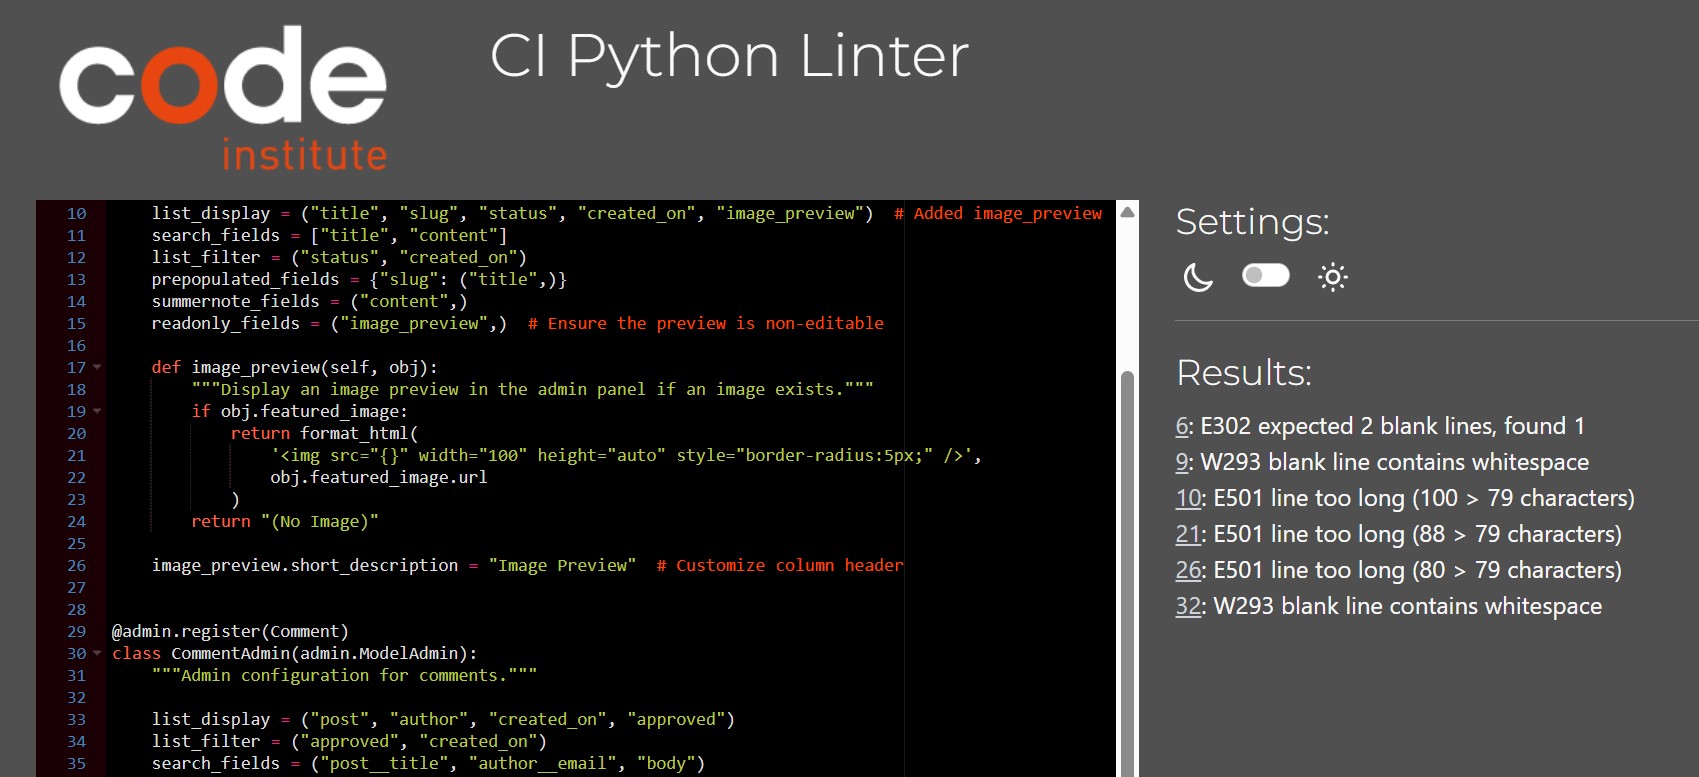 code
institute
CI Python Linter
10 list_display = ("title", "slug", "status", "created_on", "image_preview")  # Added image_preview
11 search_fields = ["title", "content"]
12 list_filter = ("status", "created_on")
13 prepopulated_fields = {"slug": ("title",)}
14 summernote_fields = ("content",)
15 readonly_fields = ("image_preview",)  # Ensure the preview is non-editable
16
17 def image_preview(self, obj):
18 """Display an image preview in the admin panel if an image exists."""
19 if obj.featured_image:
20 return format_html(
21 '<img src="{}" width="100" height="auto" style="border-radius:5px;" />',
22 obj.featured_image.url
23 )
24 return "(No Image)"
25
26 image_preview.short_description = "Image Preview"  # Customize column header
27
28
29 @admin.register(Comment)
30 class CommentAdmin(admin.ModelAdmin):
31 """Admin configuration for comments."""
32
33 list_display = ("post", "author", "created_on", "approved")
34 list_filter = ("approved", "created_on")
35 search_fields = ("post__title", "author__email", "body")
Settings:
Results:
6: E302 expected 2 blank lines, found 1
9: W293 blank line contains whitespace
10: E501 line too long (100 > 79 characters)
21: E501 line too long (88 > 79 characters)
26: E501 line too long (80 > 79 characters)
32: W293 blank line contains whitespace